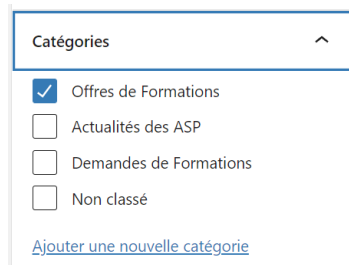 Catégories
Offres de Formations
Actualités des ASP
Demandes de Formations
Non classé
Ajouter une nouvelle catégorie